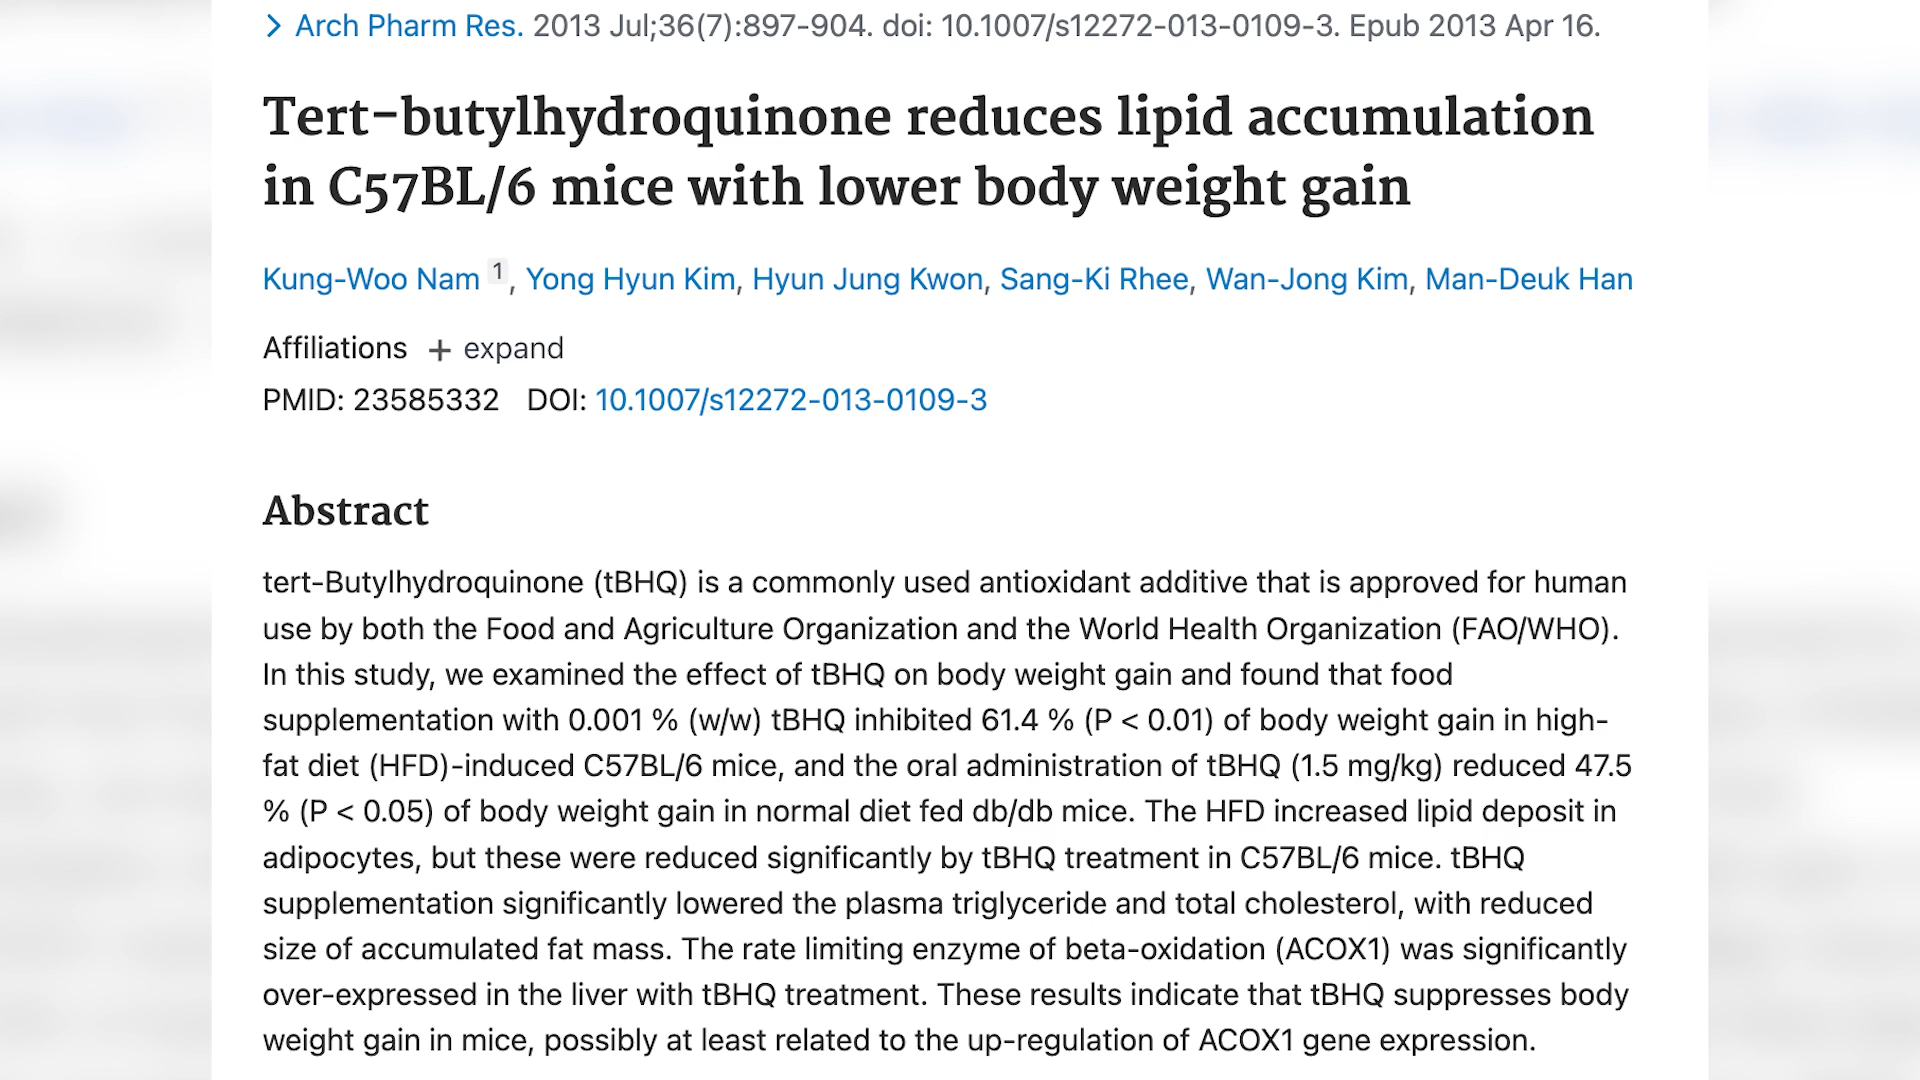 > Arch Pharm Res. 2013 Jul;36(7):897-904. doi: 10.1007/s12272-013-0109-3. Epub 2013 Apr 16.
Tert-butylhydroquinone reduces lipid accumulation
in C57BL/6 mice with lower body weight gain
Kung-Woo Nam 1, Yong Hyun Kim, Hyun Jung Kwon, Sang-Ki Rhee, Wan-Jong Kim, Man-Deuk Han
Affiliations + expand
PMID: 23585332 DOI: 10.1007/s12272-013-0109-3
Abstract
tert-Butylhydroquinone (tBHQ) is a commonly used antioxidant additive that is approved for human
use by both the Food and Agriculture Organization and the World Health Organization (FAO/WHO).
In this study, we examined the effect of tBHQ on body weight gain and found that food
supplementation with 0.001 % (w/w) tBHQ inhibited 61.4 % (P < 0.01) of body weight gain in high-
fat diet (HFD)-induced C57BL/6 mice, and the oral administration of tBHQ (1.5 mg/kg) reduced 47.5
% (P < 0.05) of body weight gain in normal diet fed db/db mice. The HFD increased lipid deposit in
adipocytes, but these were reduced significantly by tBHQ treatment in C57BL/6 mice. tBHQ
supplementation significantly lowered the plasma triglyceride and total cholesterol, with reduced
size of accumulated fat mass. The rate limiting enzyme of beta-oxidation (ACOX1) was significantly
over-expressed in the liver with tBHQ treatment. These results indicate that tBHQ suppresses body
weight gain in mice, possibly at least related to the up-regulation of ACOX1 gene expression.